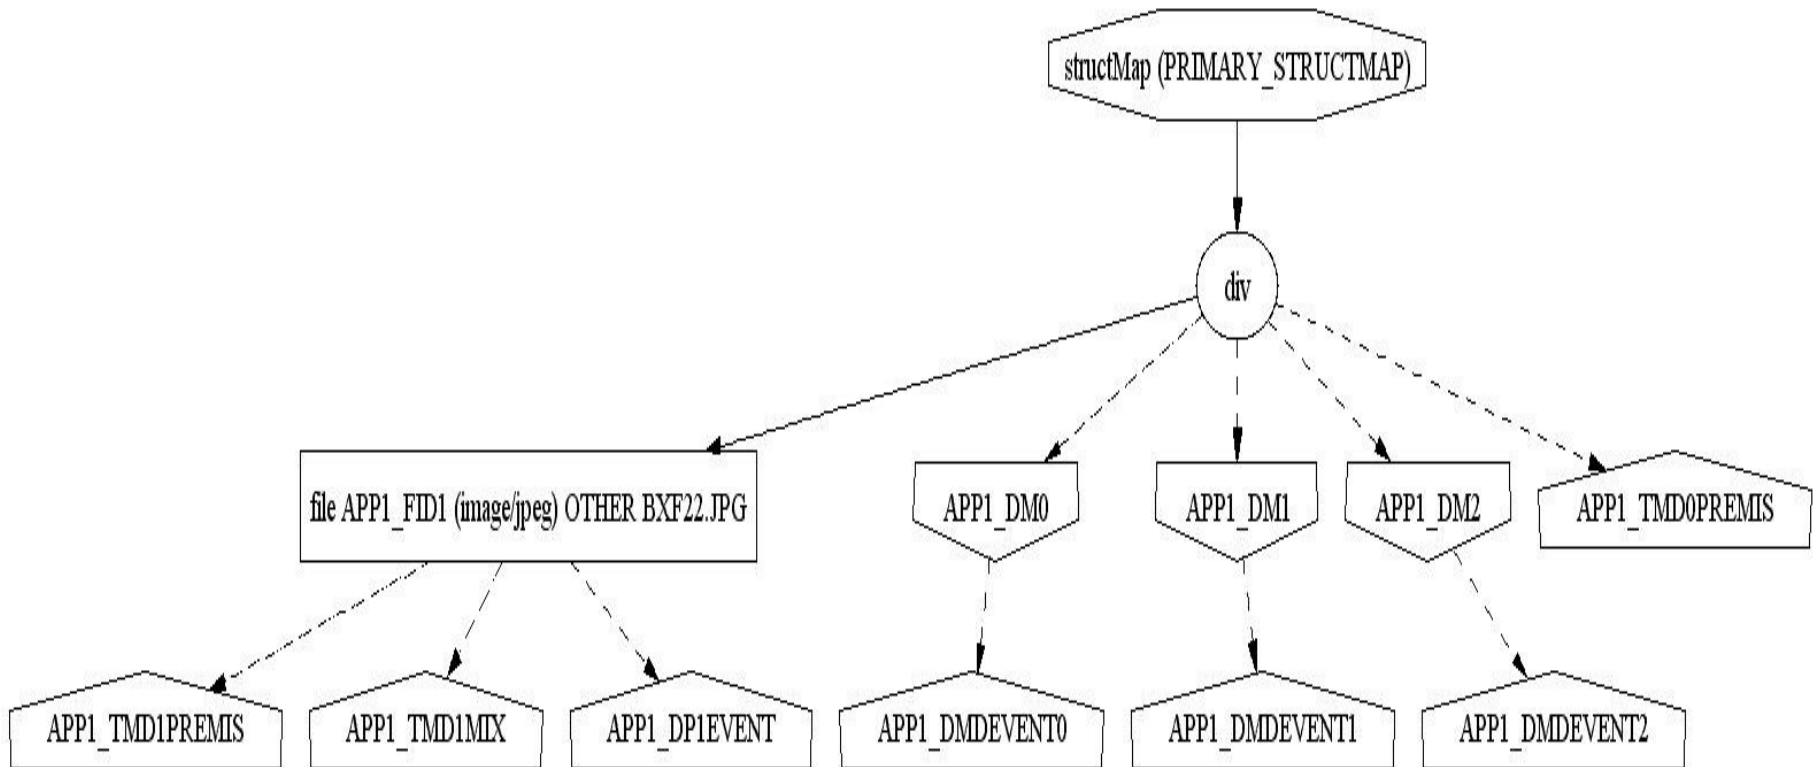 structMap (PRIMARY_STRUCTMAP)
div
file APP1_FID1 (image/jpeg) OTHER BXF22.JPG
APP1_DM0
APP1_DM1
APP1_DM2
APP1_TMD0PREMIS
APP1_TMD1PREMIS
APP1_TMD1MIX
APP1_DP1EVENT
APP1_DMDEVENT0
APP1_DMDEVENT1
APP1_DMDEVENT2